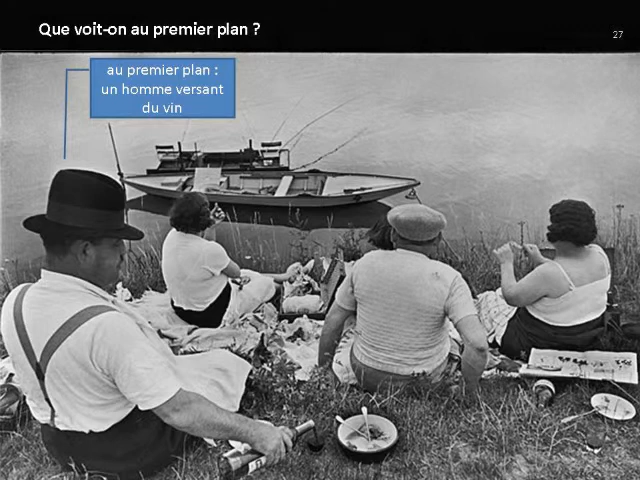 Que voit-on au premier plan ?
27
au premier plan :
un homme versant
du vin